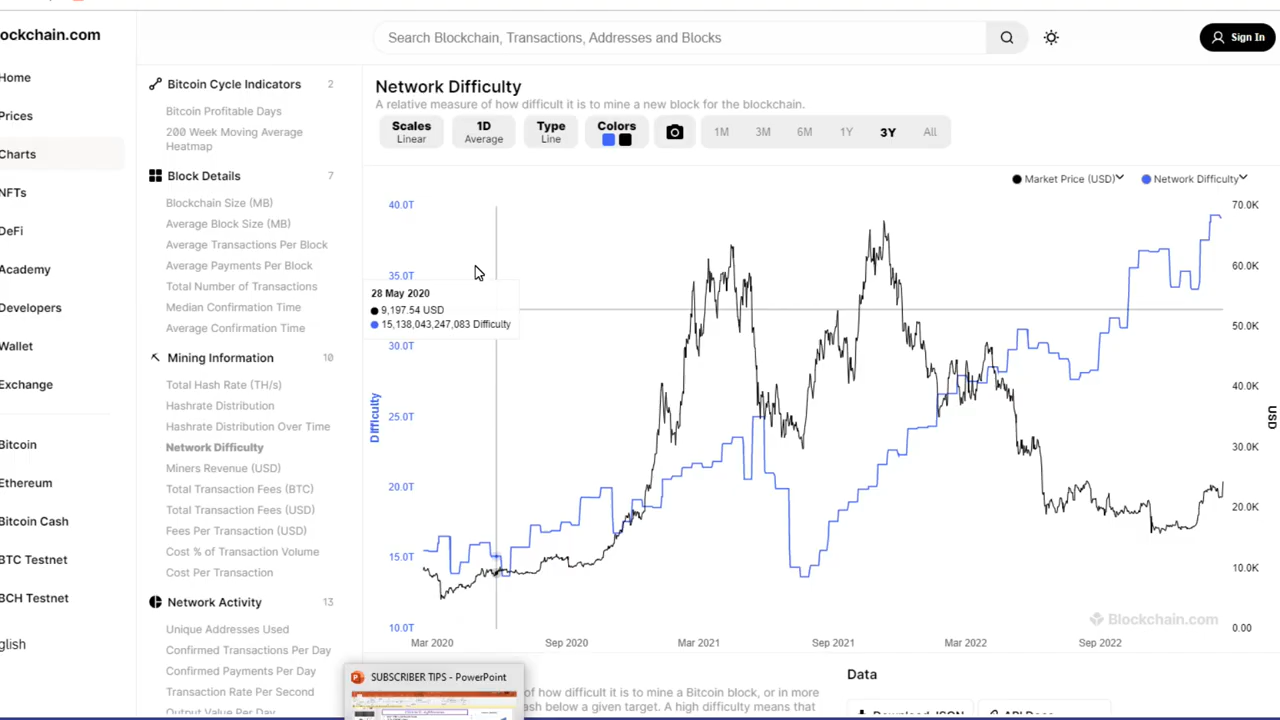 ockchain.com
Search Blockchain, Transactions, Addresses and Blocks
Sign In
Home
Prices
Charts
NFTs
DeFi
Academy
Developers
Wallet
Exchange
Bitcoin
Ethereum
Bitcoin Cash
BTC Testnet
BCH Testnet
glish
Bitcoin Cycle Indicators 2
Bitcoin Profitable Days
200 Week Moving Average
Heatmap
Block Details 7
Blockchain Size (MB)
Average Block Size (MB)
Average Transactions Per Block
Average Payments Per Block
Total Number of Transactions
Median Confirmation Time
Average Confirmation Time
Mining Information 10
Total Hash Rate (TH/s)
Hashrate Distribution
Hashrate Distribution Over Time
Network Difficulty
Miners Revenue (USD)
Total Transaction Fees (BTC)
Total Transaction Fees (USD)
Fees Per Transaction (USD)
Cost % of Transaction Volume
Cost Per Transaction
Network Activity 13
Unique Addresses Used
Confirmed Transactions Per Day
Confirmed Payments Per Day
Transaction Rate Per Second
Output Value Per Day
Network Difficulty
A relative measure of how difficult it is to mine a new block for the blockchain.
Scales
Linear
1D
Average
Type
Line
Colors
1M 3M 6M 1Y 3Y All
Market Price (USD) Network Difficulty
40.0T
35.0T
30.0T
25.0T
20.0T
15.0T
10.0T
Difficulty
28 May 2020
9,197.54 USD
15,138,043,247,083 Difficulty
70.0K
60.0K
50.0K
40.0K
30.0K
20.0K
10.0K
0.00
USD
Blockchain.com
Mar 2020 Sep 2020 Mar 2021 Sep 2021 Mar 2022 Sep 2022
SUBSCRIBER TIPS - PowerPoint
of how difficult it is to mine a Bitcoin block, or in more
ash below a given target. A high difficulty means that
Data
Download JSON
API Docs